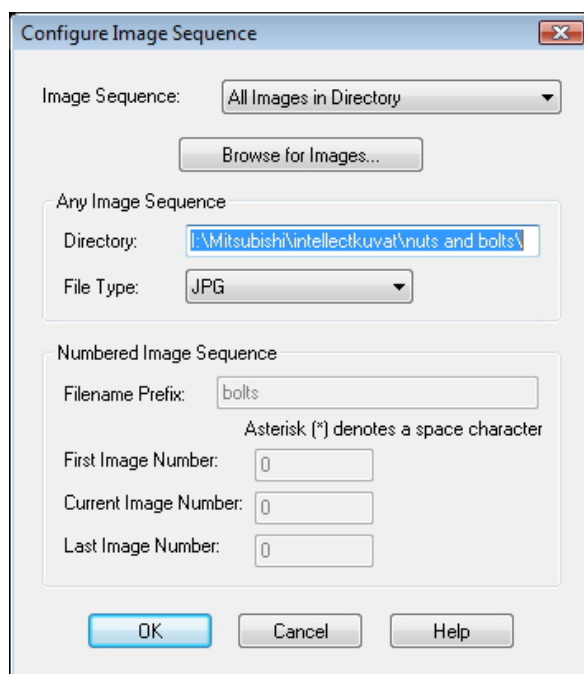 Configure Image Sequence
Image Sequence: All Images in Directory
Browse for Images...
Any Image Sequence
Directory: I:\Mitsubishi\intellectkuvat\nuts and bolts\
File Type: JPG
Numbered Image Sequence
Filename Prefix: bolts
Asterisk (*) denotes a space character
First Image Number: 0
Current Image Number: 0
Last Image Number: 0
OK Cancel Help